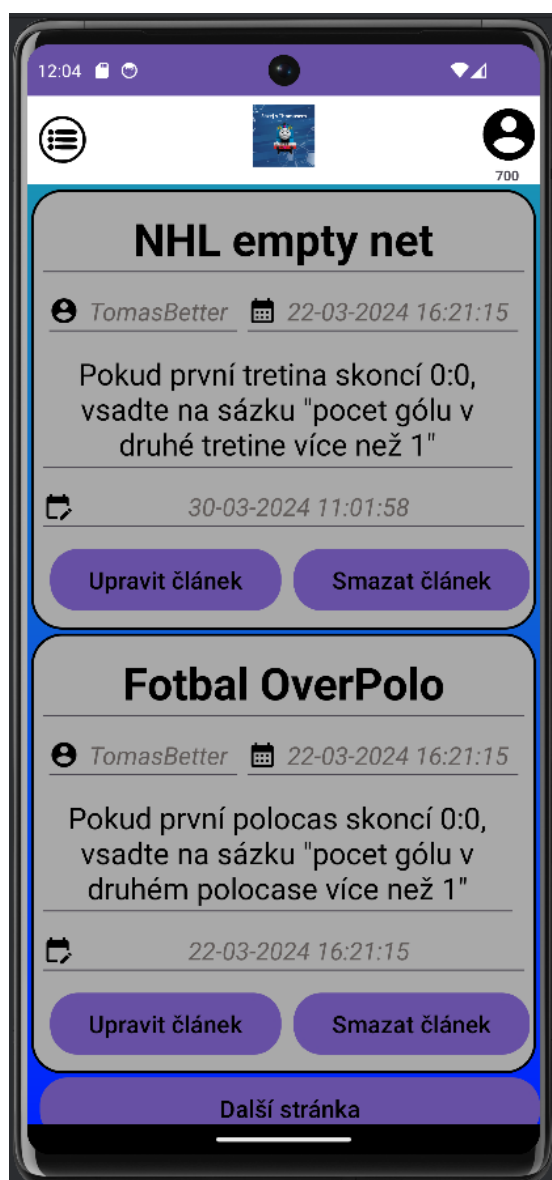 12:04
700
NHL empty net
TomasBetter 22-03-2024 16:21:15
Pokud první tretina skoncí 0:0,
vsadte na sázku "pocet gólu v
druhé tretine více než 1"
30-03-2024 11:01:58
Upravit článek Smazat článek
Fotbal OverPolo
TomasBetter 22-03-2024 16:21:15
Pokud první polocas skoncí 0:0,
vsadte na sázku "pocet gólu v
druhém polocase více než 1"
22-03-2024 16:21:15
Upravit článek Smazat článek
Další stránka